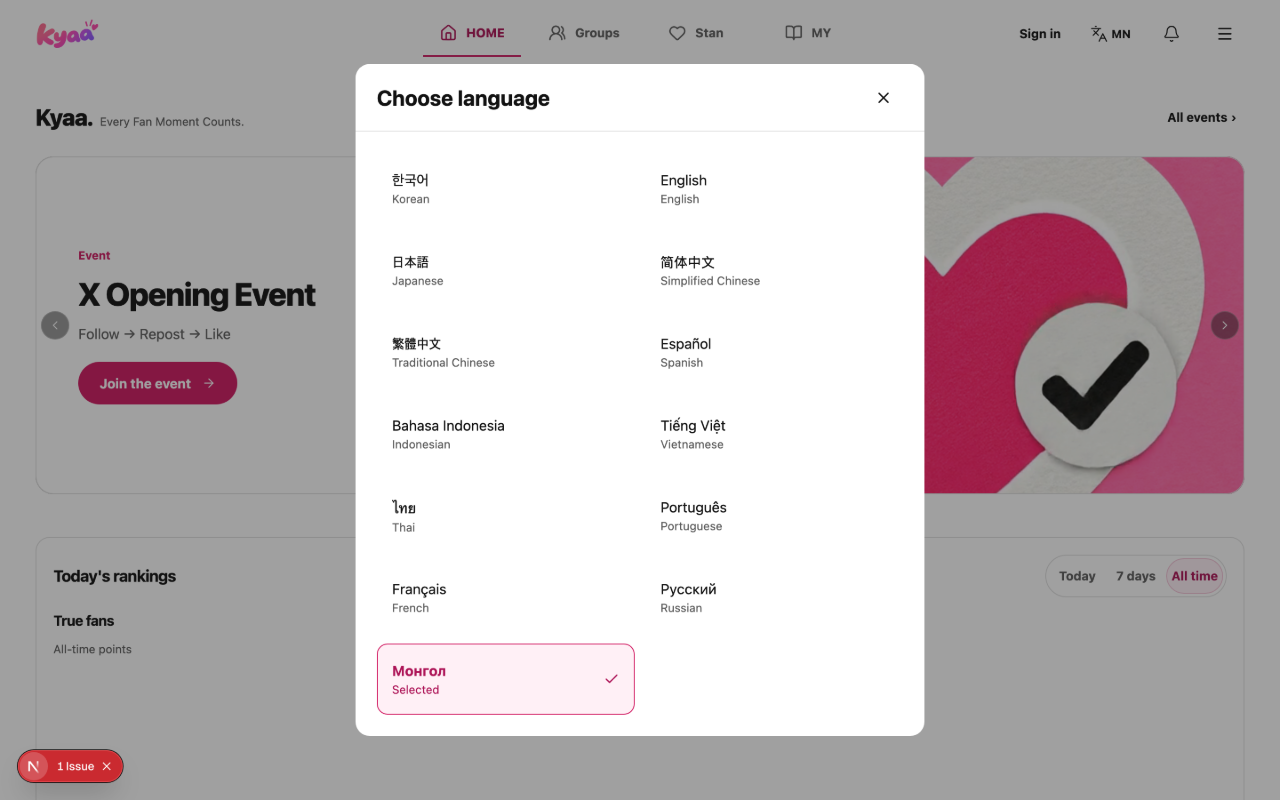 kyaa
HOME
Groups
Stan
MY
Sign in
MN
Choose language
Kyaa. Every Fan Moment Counts.
All events ›
한국어
Korean
English
English
日本語
Japanese
简体中文
Simplified Chinese
繁體中文
Traditional Chinese
Español
Spanish
Bahasa Indonesia
Indonesian
Tiếng Việt
Vietnamese
ไทย
Thai
Português
Portuguese
Français
French
Русский
Russian
Монгол
Selected
Event
X Opening Event
Follow → Repost → Like
Join the event →
Today's rankings
Today
7 days
All time
True fans
All-time points
N 1 Issue